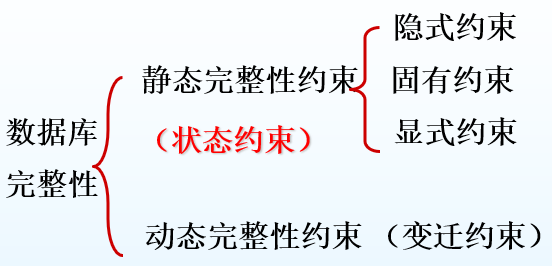 数据库
完整性
静态完整性约束
（状态约束）
隐式约束
固有约束
显式约束
动态完整性约束（变迁约束）